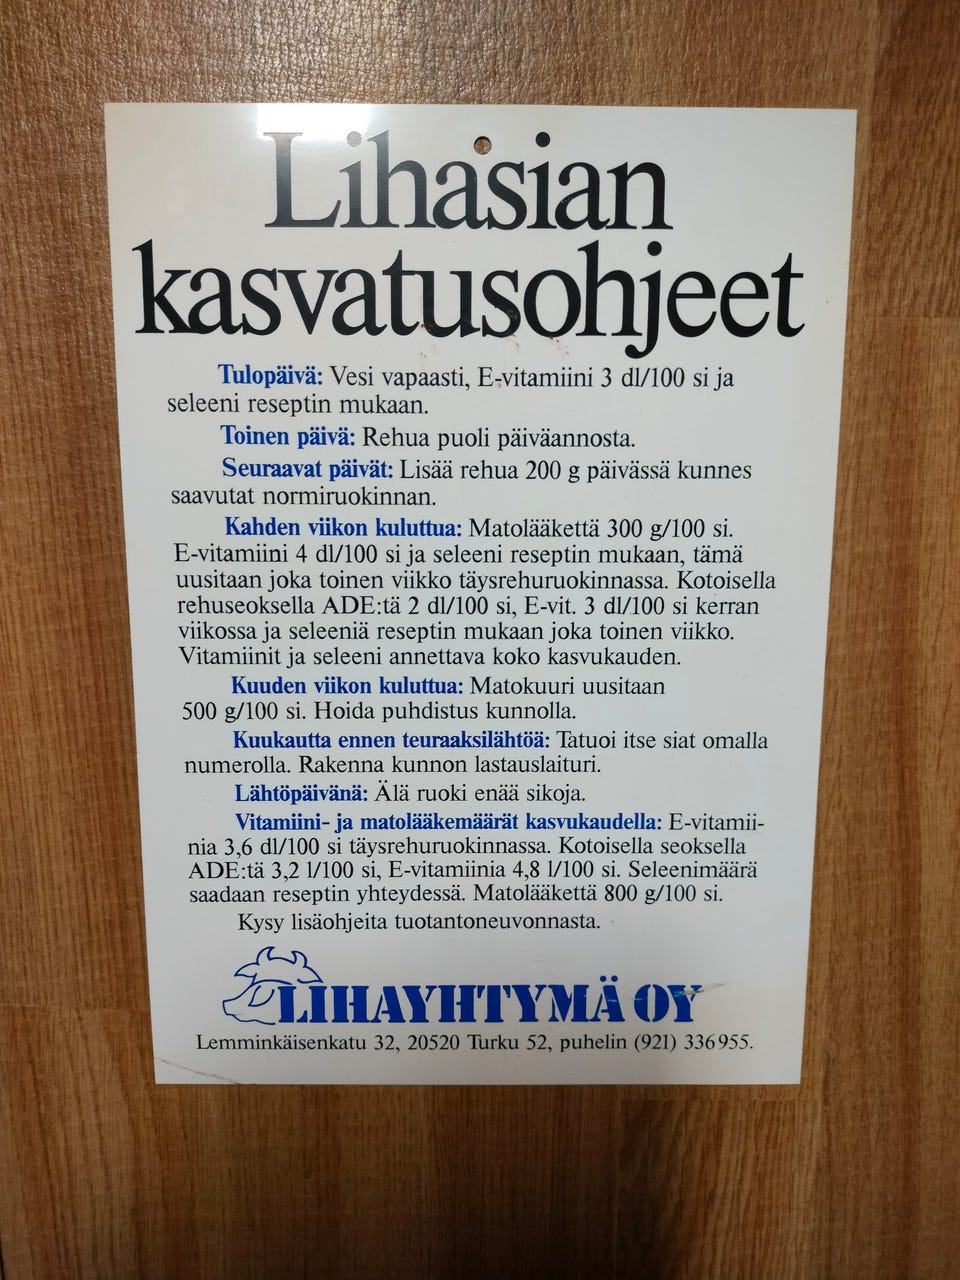 Lihasian
kasvatusohjeet
Tulopäivä: Vesi vapaasti, E-vitamiini 3 dl/100 si ja
seleeni reseptin mukaan.
Toinen päivä: Rehua puoli päiväannosta.
Seuraavat päivät: Lisää rehua 200 g päivässä kunnes
saavutat normiruokinnan.
Kahden viikon kuluttua: Matolääkettä 300 g/100 si.
E-vitamiini 4 dl/100 si ja seleeni reseptin mukaan, tämä
uusitaan joka toinen viikko täysrehuruokinnassa. Kotoisella
rehuseoksella ADE:tä 2 dl/100 si, E-vit. 3 dl/100 si kerran
viikossa ja seleeniä reseptin mukaan joka toinen viikko.
Vitamiinit ja seleeni annettava koko kasvukauden.
Kuuden viikon kuluttua: Matokuuri uusitaan
500 g/100 si. Hoida puhdistus kunnolla.
Kuukautta ennen teuraaksilähtöä: Tatuoi itse siat omalla
numerolla. Rakenna kunnon lastauslaituri.
Lähtöpäivänä: Älä ruoki enää sikoja.
Vitamiini- ja matolääkemäärät kasvukaudella: E-vitamii-
nia 3,6 dl/100 si täysrehuruokinnassa. Kotoisella seoksella
ADE:tä 3,2 l/100 si, E-vitamiinia 4,8 l/100 si. Seleenimäärä
saadaan reseptin yhteydessä. Matolääkettä 800 g/100 si.
Kysy lisäohjeita tuotantoneuvonnasta.
LIHAYHTYMÄ OY
Lemminkäisenkatu 32, 20520 Turku 52, puhelin (921) 336955.